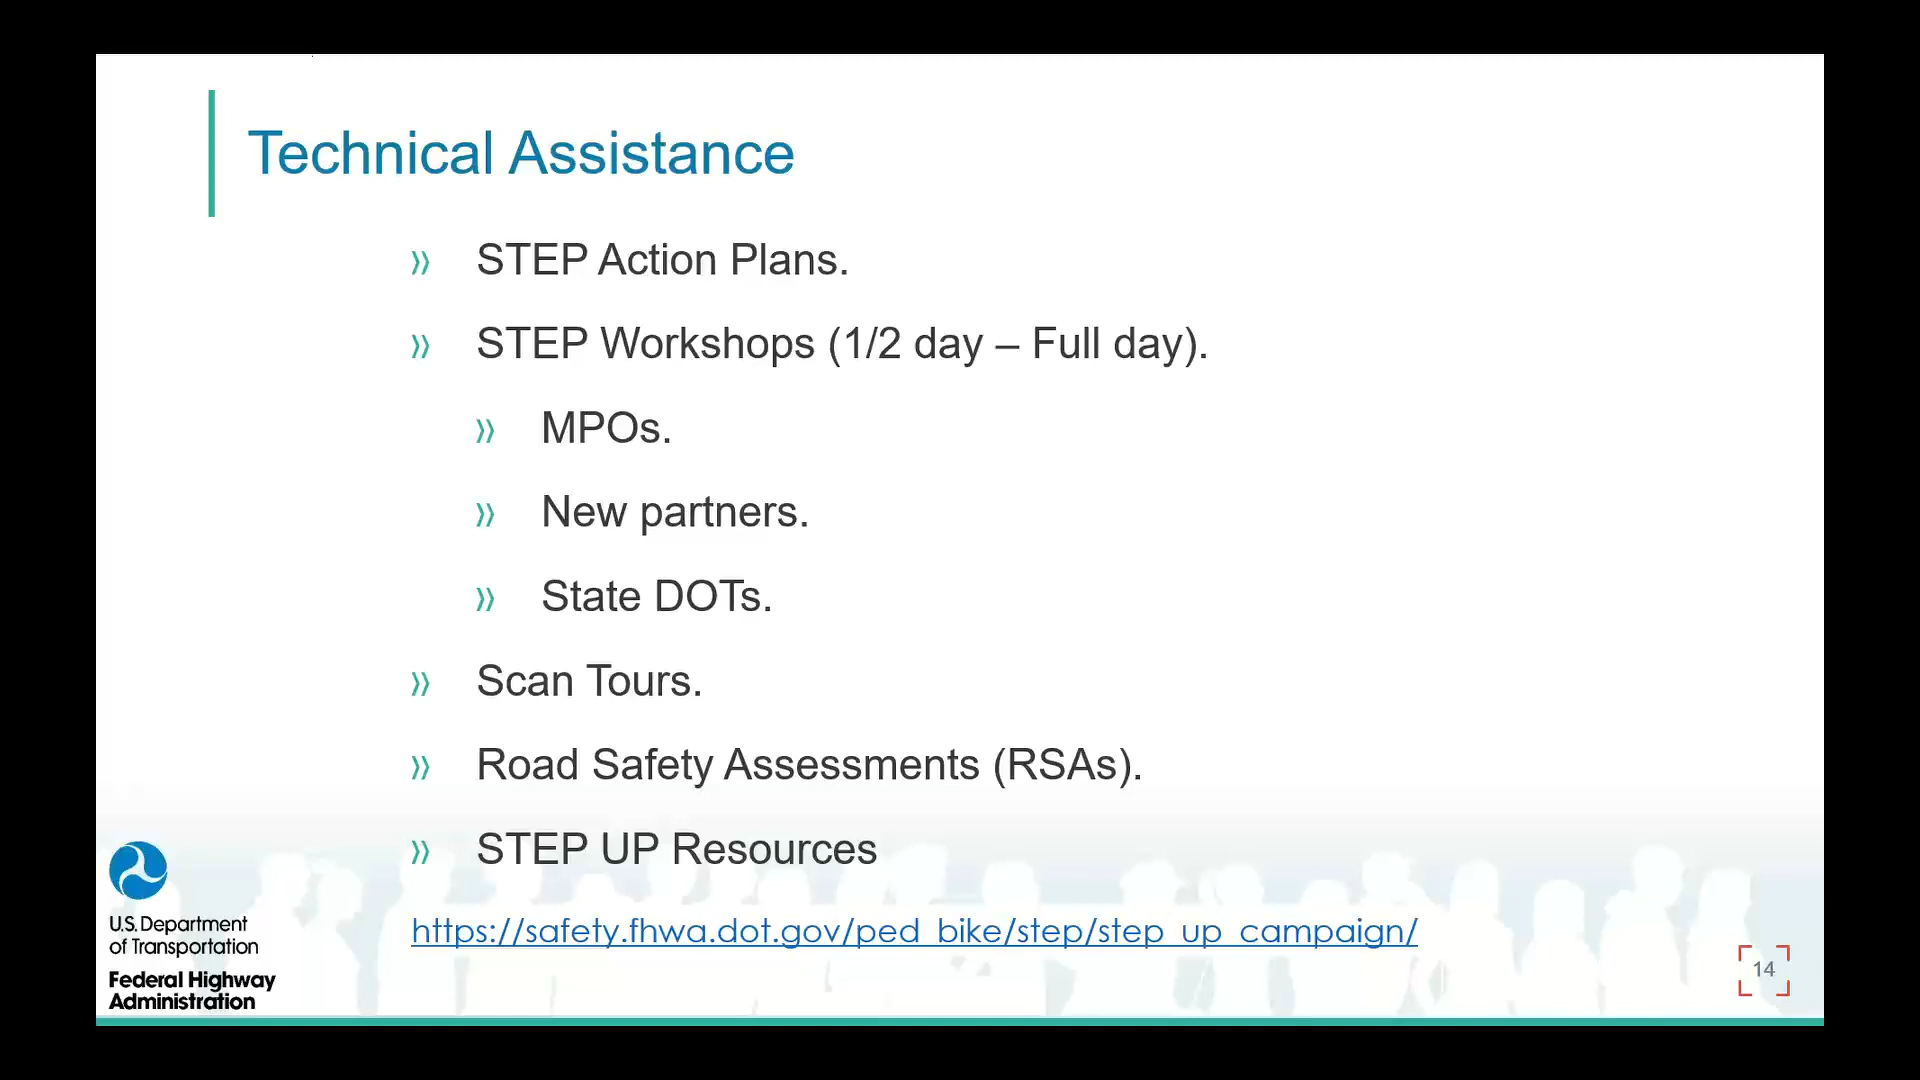 Technical Assistance
» STEP Action Plans.
» STEP Workshops (1/2 day – Full day).
» MPOs.
» New partners.
» State DOTs.
» Scan Tours.
» Road Safety Assessments (RSAs).
» STEP UP Resources
https://safety.fhwa.dot.gov/ped_bike/step/step_up_campaign/
U.S. Department
of Transportation
Federal Highway
Administration
14